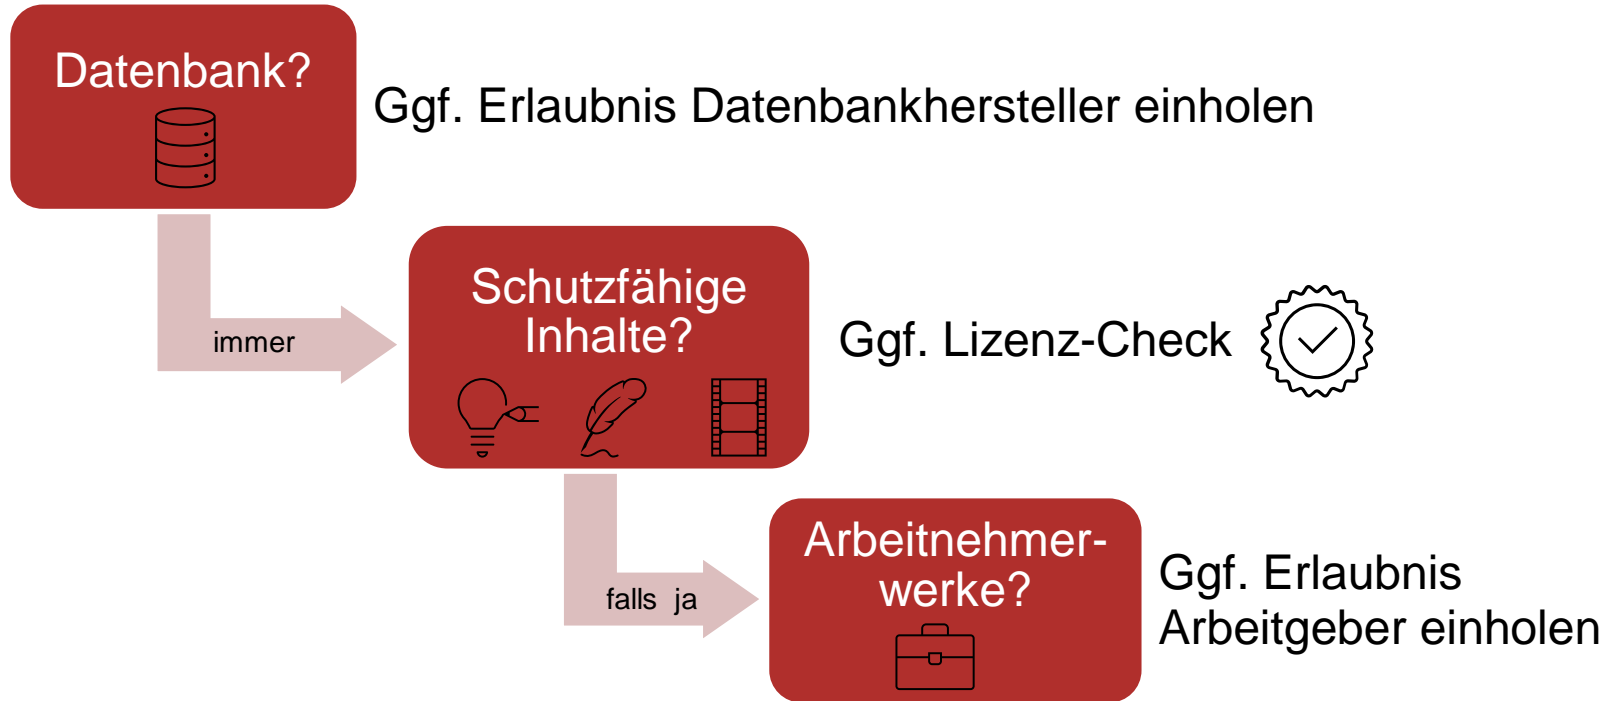 Datenbank?
Ggf. Erlaubnis Datenbankhersteller einholen
immer
Schutzfähige
Inhalte?
Ggf. Lizenz-Check
falls ja
Arbeitnehmer-
werke?
Ggf. Erlaubnis
Arbeitgeber einholen